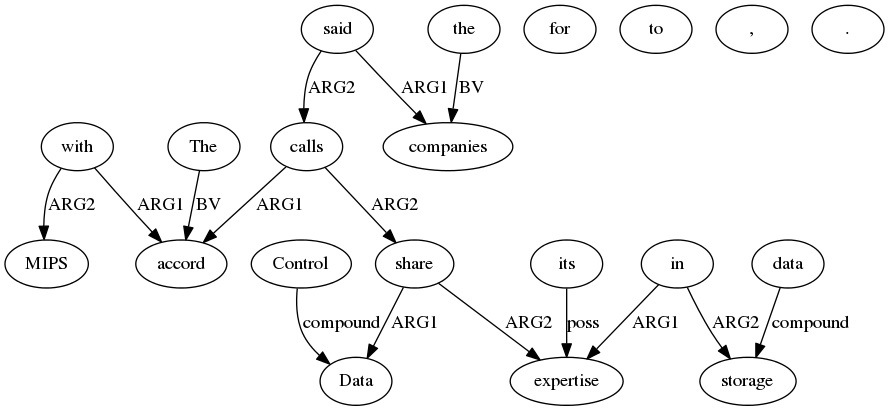 said the for to , .
ARG2 ARG1 BV
with The calls companies
ARG2 ARG1 BV ARG1 ARG2
MIPS accord Control share its in data
compound ARG1 ARG2 poss ARG1 ARG2 compound
Data expertise storage